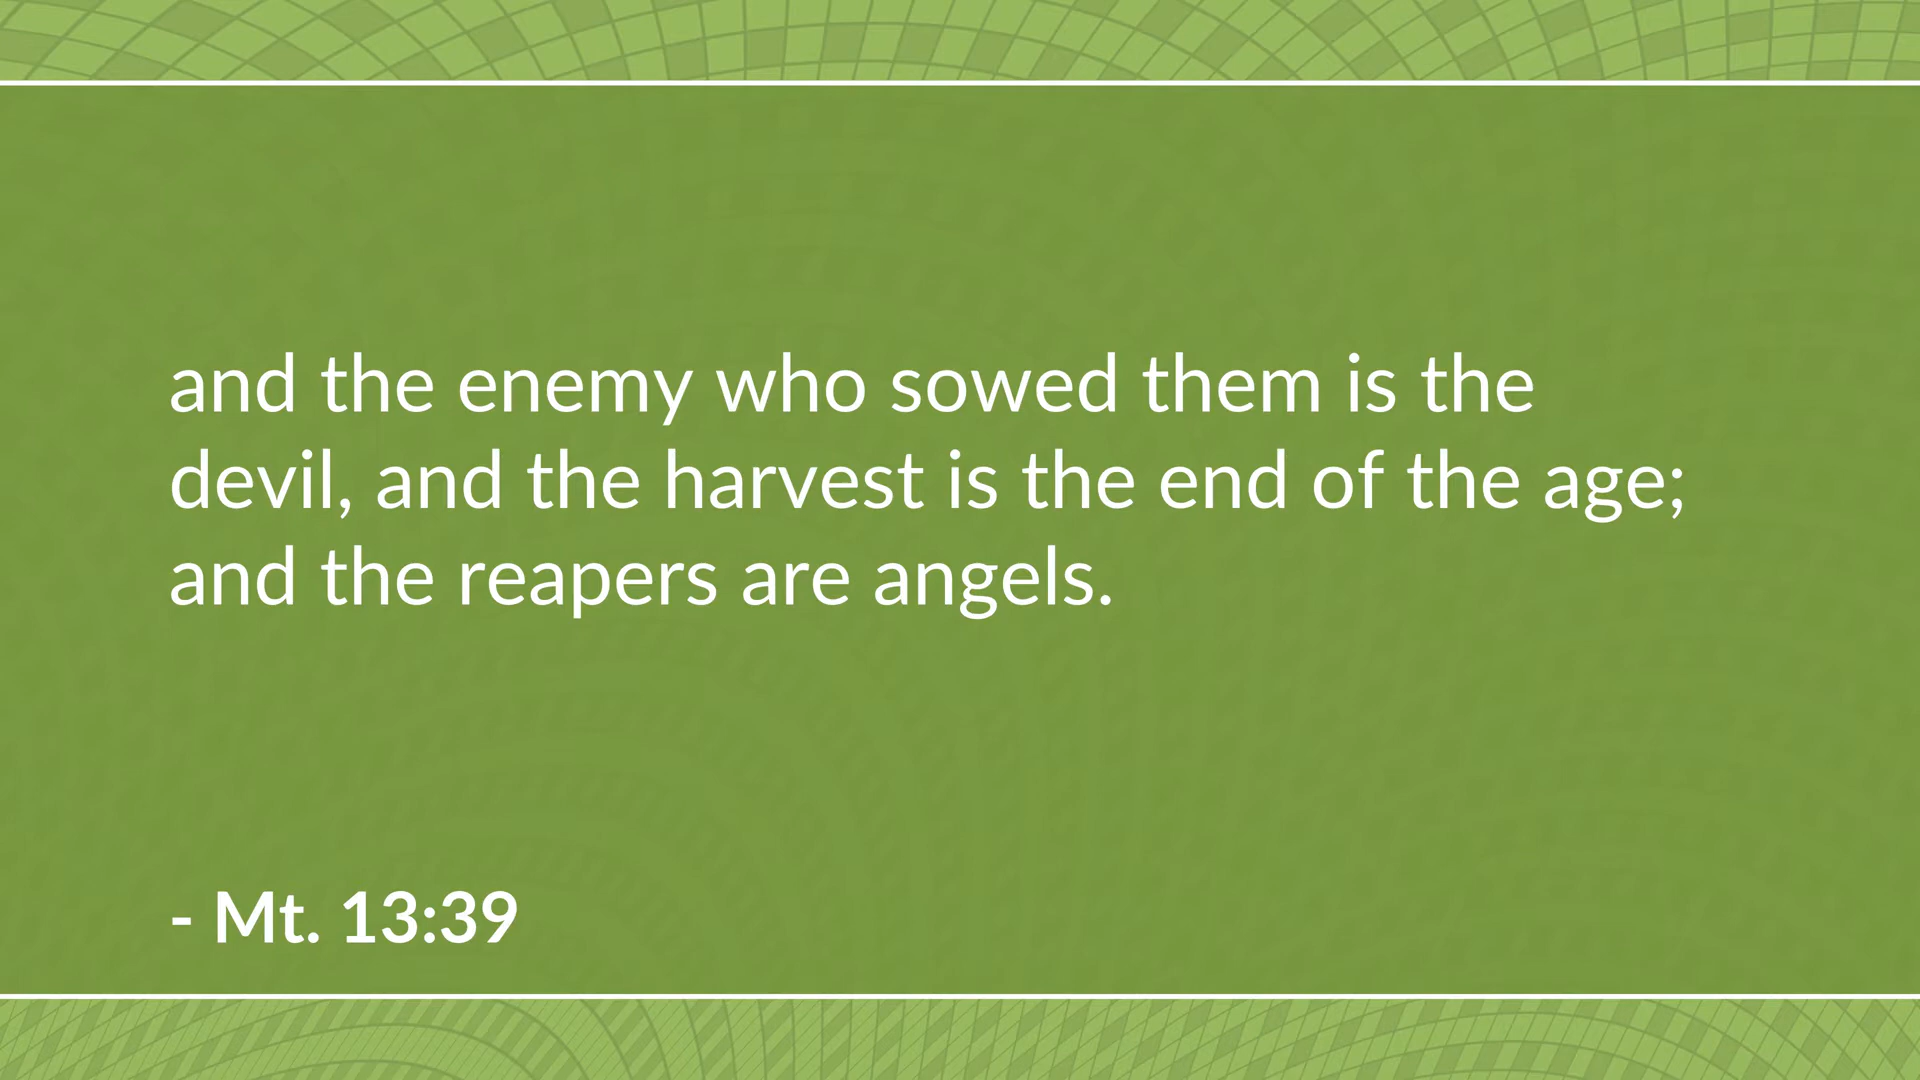 and the enemy who sowed them is the
devil, and the harvest is the end of the age;
and the reapers are angels.
- Mt. 13:39